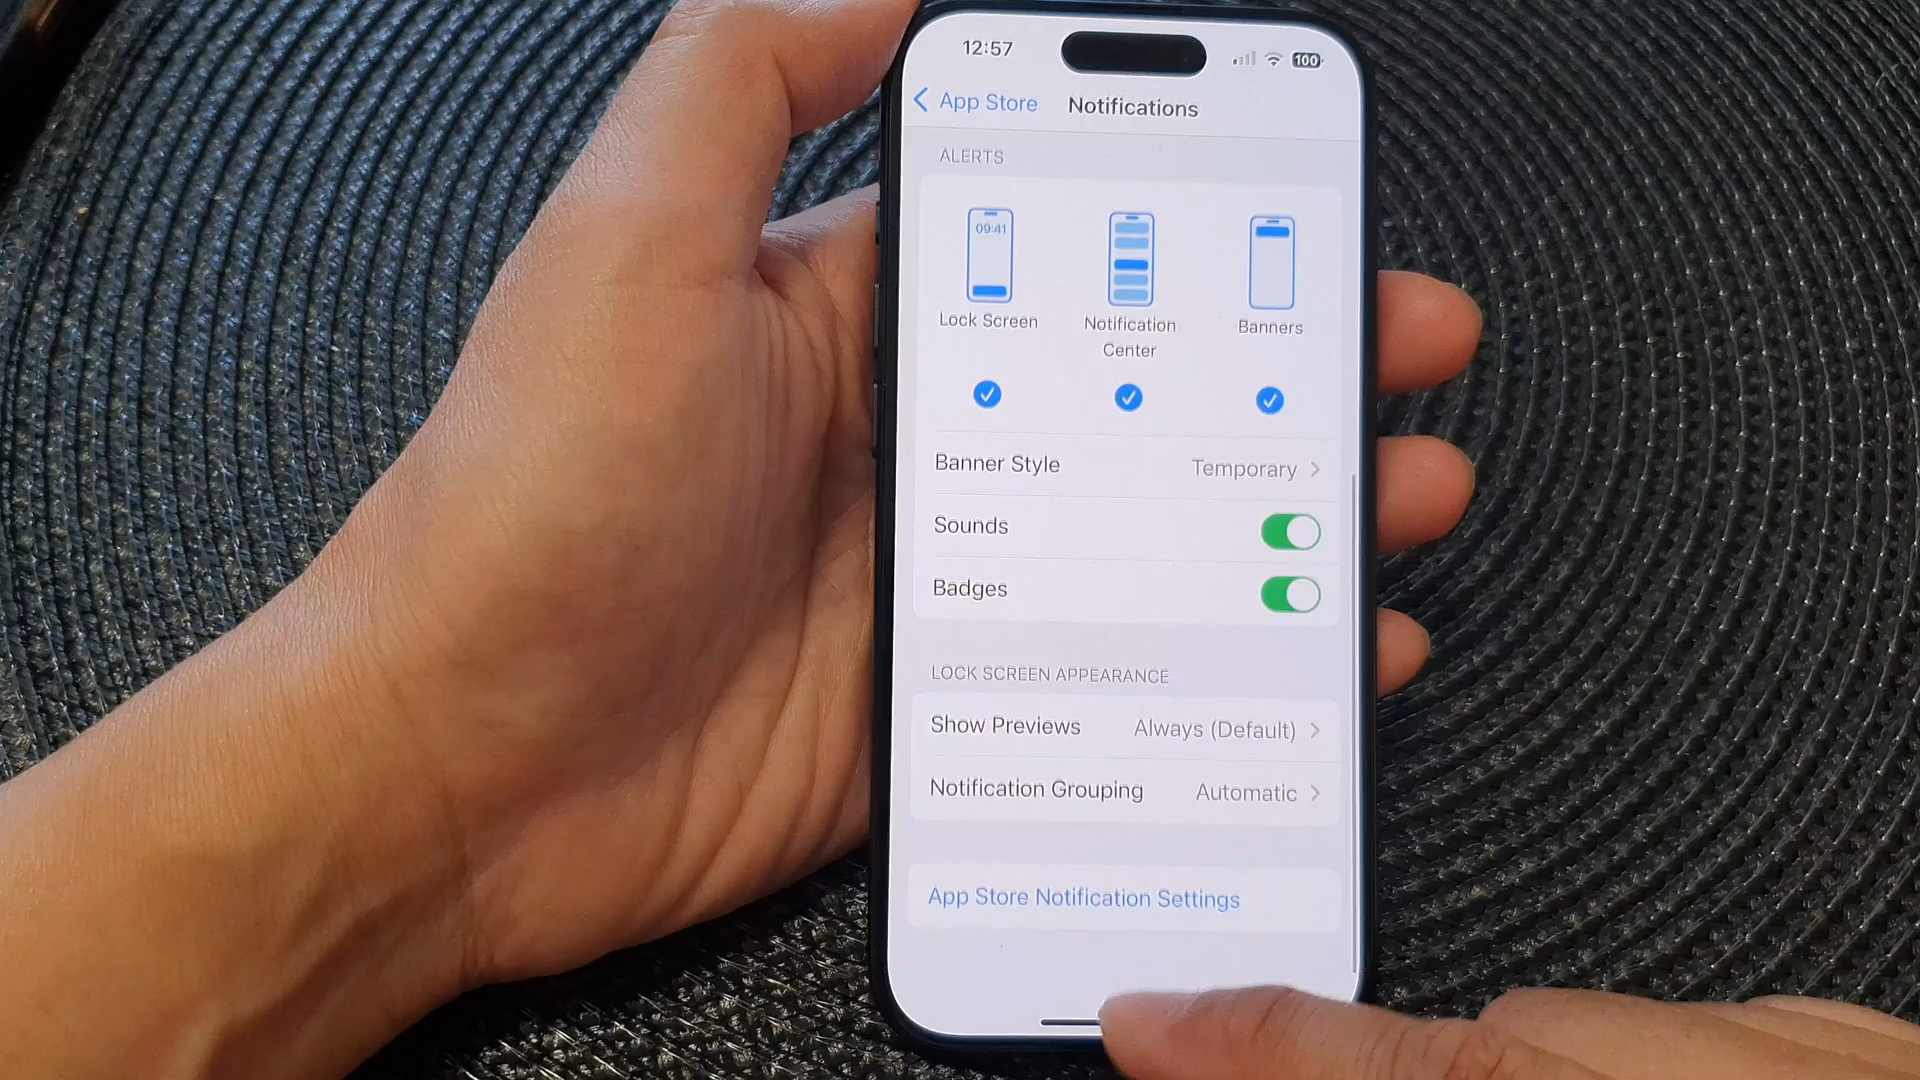 12:57
100
App Store
Notifications
ALERTS
09:41
Lock Screen
Notification
Center
Banners
Banner Style
Temporary
Sounds
Badges
LOCK SCREEN APPEARANCE
Show Previews
Always (Default)
Notification Grouping
Automatic
App Store Notification Settings